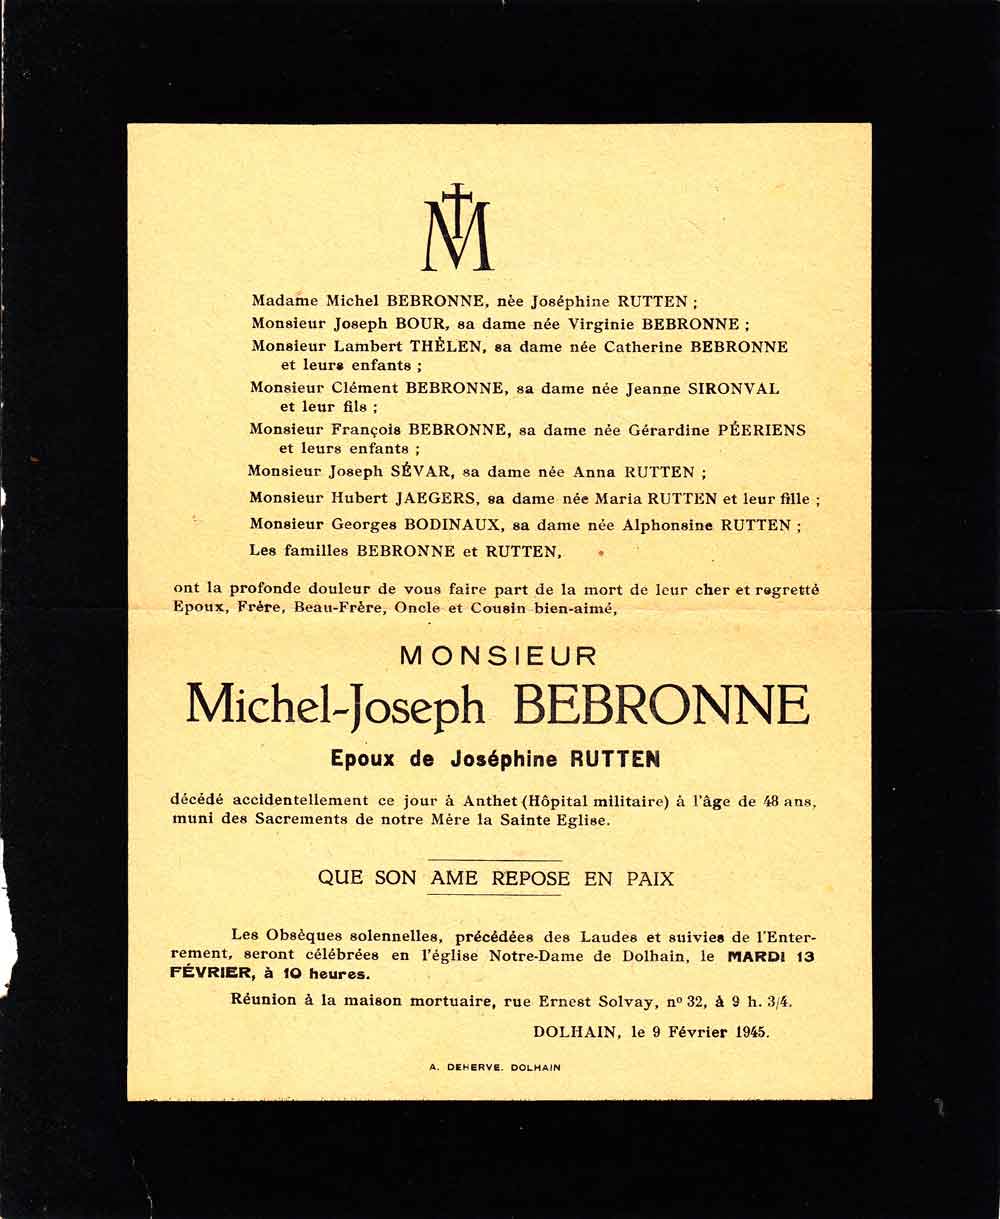 M
Madame Michel BEBRONNE, née Joséphine RUTTEN ;
Monsieur Joseph BOUR, sa dame née Virginie BEBRONNE ;
Monsieur Lambert THÈLEN, sa dame née Catherine BEBRONNE
et leurs enfants ;
Monsieur Clément BEBRONNE, sa dame née Jeanne SIRONVAL
et leur fils ;
Monsieur François BEBRONNE, sa dame née Gérardine PÉERIENS
et leurs enfants ;
Monsieur Joseph SÉVAR, sa dame née Anna RUTTEN ;
Monsieur Hubert JAEGERS, sa dame née Maria RUTTEN et leur fille ;
Monsieur Georges BODINAUX, sa dame née Alphonsine RUTTEN ;
Les familles BEBRONNE et RUTTEN,
ont la profonde douleur de vous faire part de la mort de leur cher et regretté
Epoux, Frère, Beau-Frère, Oncle et Cousin bien-aimé,
MONSIEUR
Michel-Joseph BEBRONNE
Epoux de Joséphine RUTTEN
décédé accidentellement ce jour à Anthet (Hôpital militaire) à l'âge de 48 ans,
muni des Sacrements de notre Mère la Sainte Eglise.
QUE SON AME REPOSE EN PAIX
Les Obsèques solennelles, précédées des Laudes et suivies de l'Enter-
rement, seront célébrées en l'église Notre-Dame de Dolhain, le MARDI 13
FÉVRIER, à 10 heures.
Réunion à la maison mortuaire, rue Ernest Solvay, nº 32, à 9 h. 3/4.
DOLHAIN, le 9 Février 1945.
A. DEHERVE. DOLHAIN